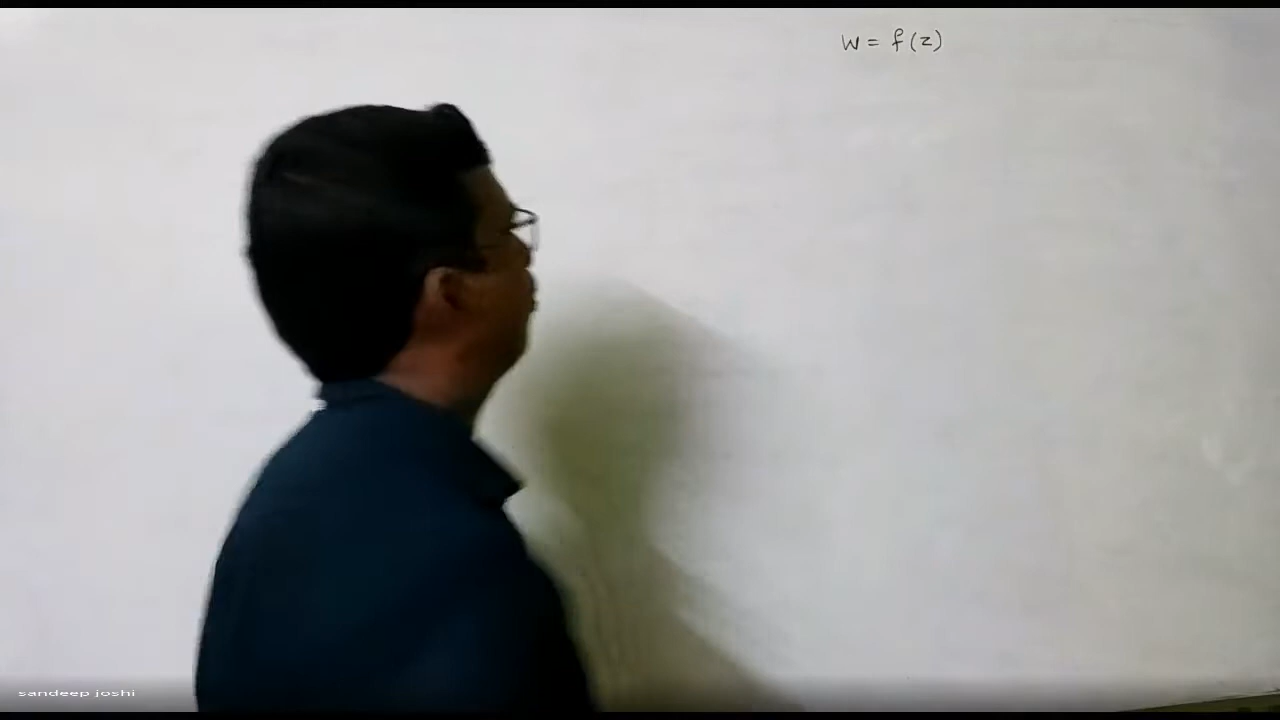 w = f(z)
sandeep joshi